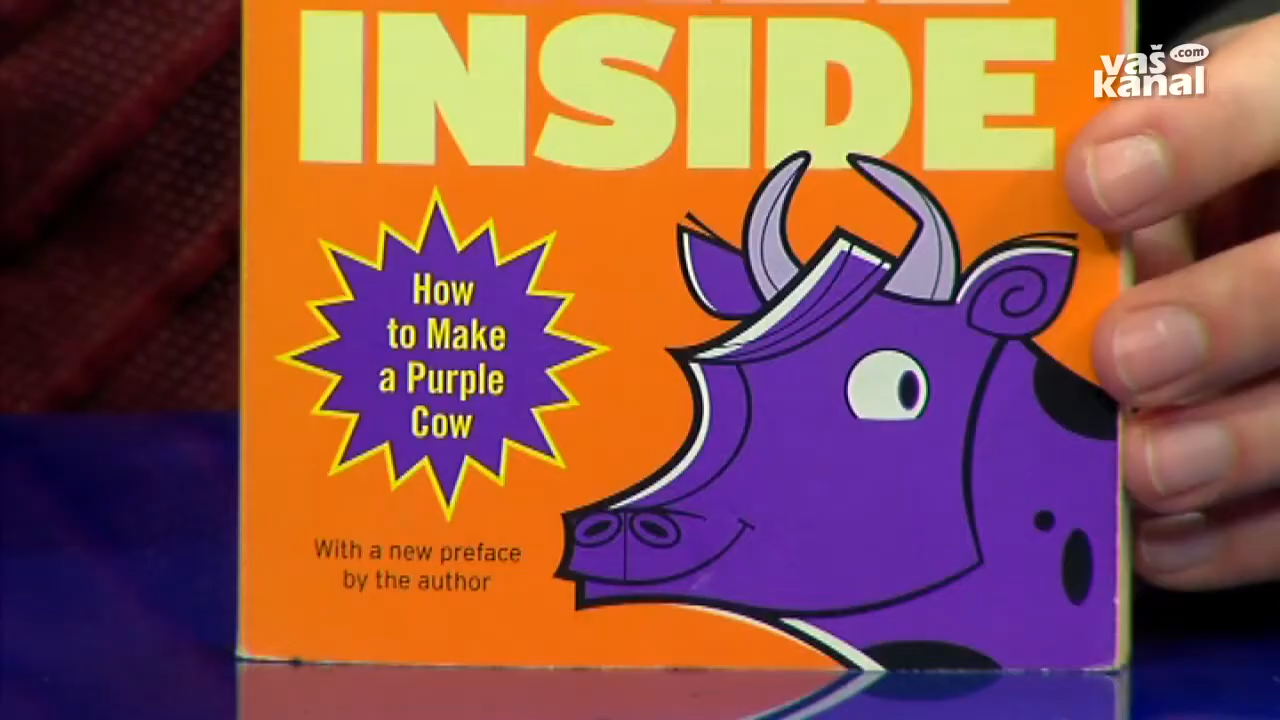 INSIDE
vaš .com
kanal
How
to Make
a Purple
Cow
With a new preface
by the author